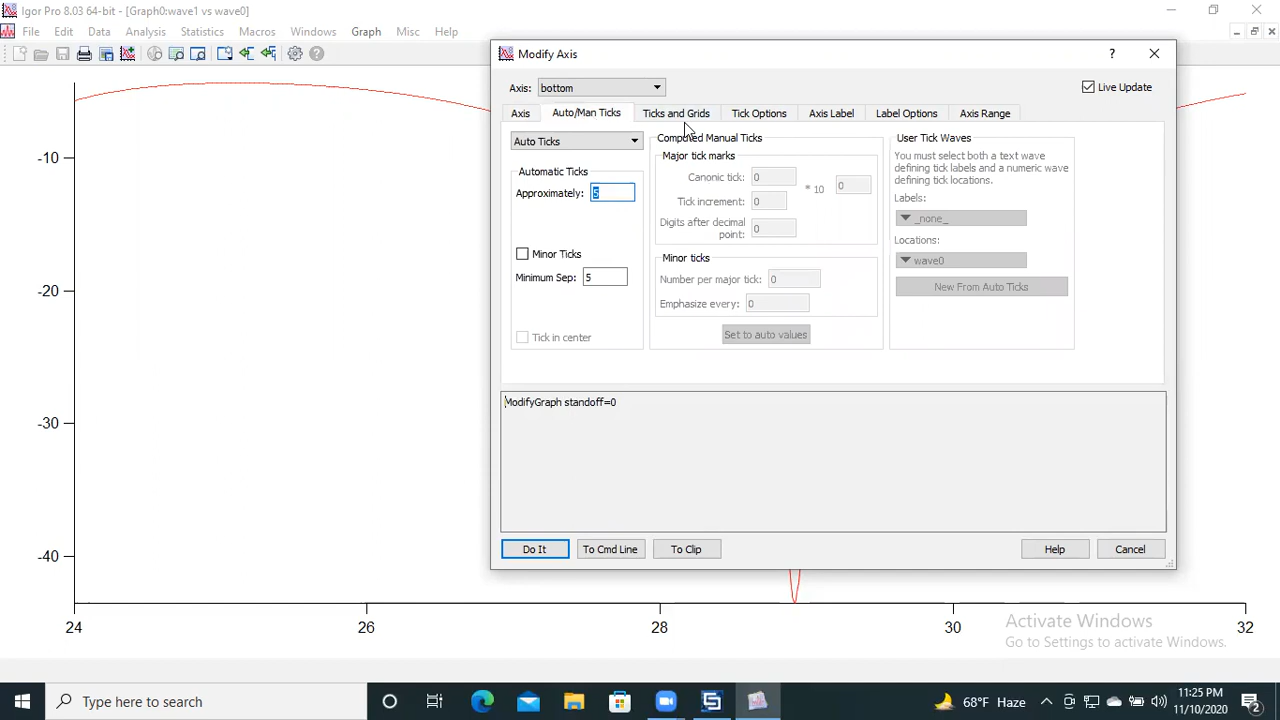 Igor Pro 8.03 64-bit - [Graph0:wave1 vs wave0]
File Edit Data Analysis Statistics Macros Windows Graph Misc Help
Modify Axis
Axis: bottom
Live Update
Axis Auto/Man Ticks Ticks and Grids Tick Options Axis Label Label Options Axis Range
Auto Ticks
Automatic Ticks
Approximately: 5
Minor Ticks
Minimum Sep: 5
Tick in center
Computed Manual Ticks
Major tick marks
Canonic tick: 0 * 10 0
Tick increment: 0
Digits after decimal
point: 0
Minor ticks
Number per major tick: 0
Emphasize every: 0
Set to auto values
User Tick Waves
You must select both a text wave
defining tick labels and a numeric wave
defining tick locations.
Labels:
_none_
Locations:
wave0
New From Auto Ticks
ModifyGraph standoff=0
Do It To Cmd Line To Clip Help Cancel
-10
-20
-30
-40
24 26 28 30 32
Activate Windows
Go to Settings to activate Windows.
Type here to search
68°F Haze
11:25 PM
11/10/2020
2